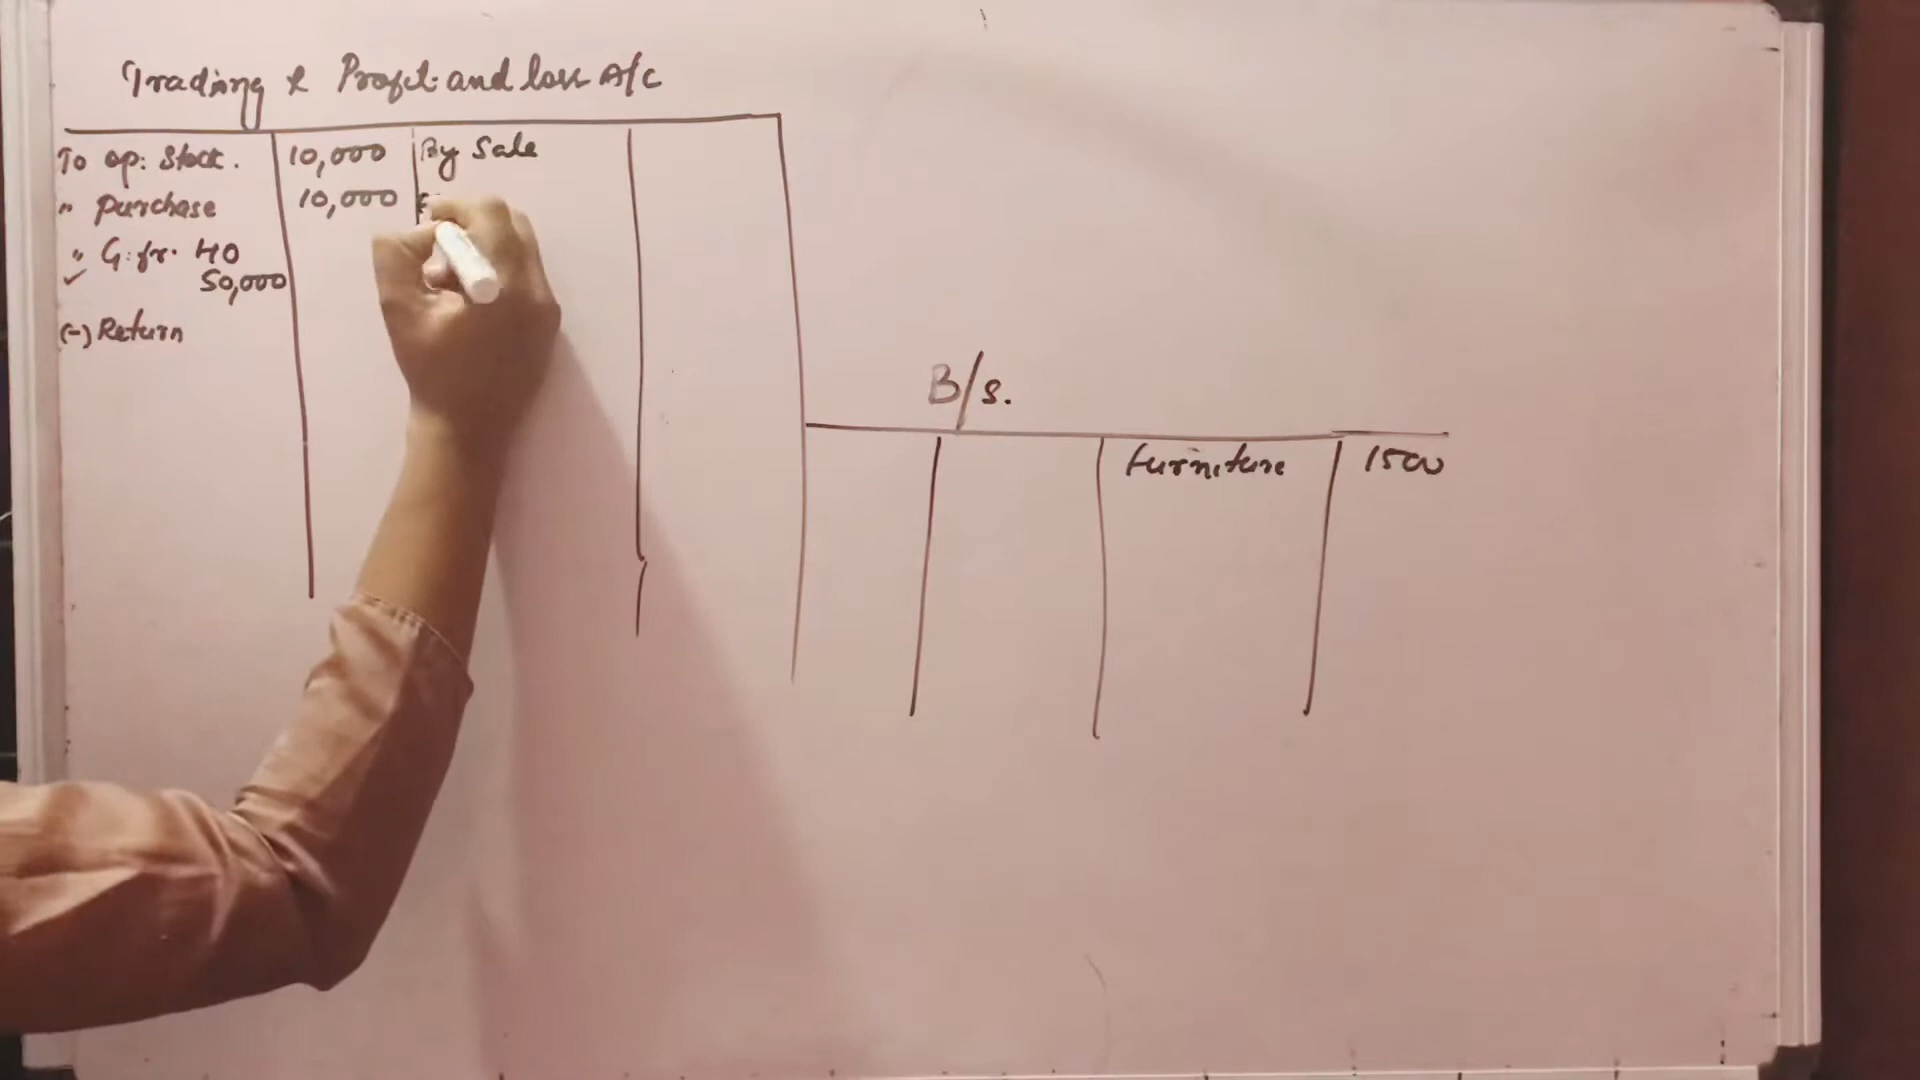 Trading & Profit and loss A/C
To op: Stock. 10,000 By Sale
" purchase 10,000
" G. fr. HO
50,000
(-) Return
B/s.
furniture 1500